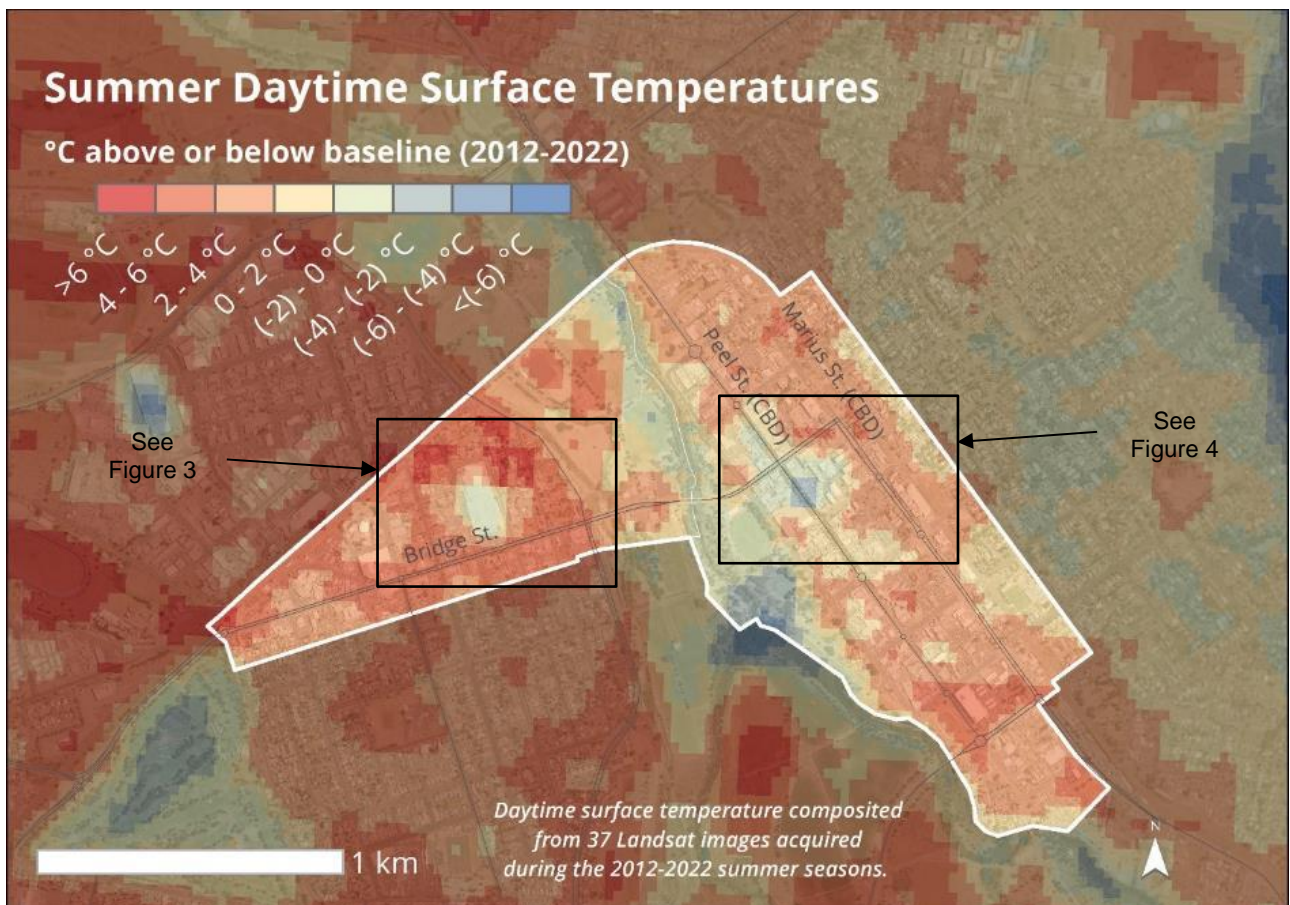 Summer Daytime Surface Temperatures
°C above or below baseline (2012-2022)
>6 °C
4 - 6 °C
2 - 4 °C
0 - 2 °C
(-2) - 0 °C
(-4) - (-2) °C
(-6) - (-4) °C
<(-6) °C
Marius St. (CBD)
Peel St. (CBD)
See
Figure 3
See
Figure 4
Bridge St.
Daytime surface temperature composited
from 37 Landsat images acquired
during the 2012-2022 summer seasons.
1 km
N